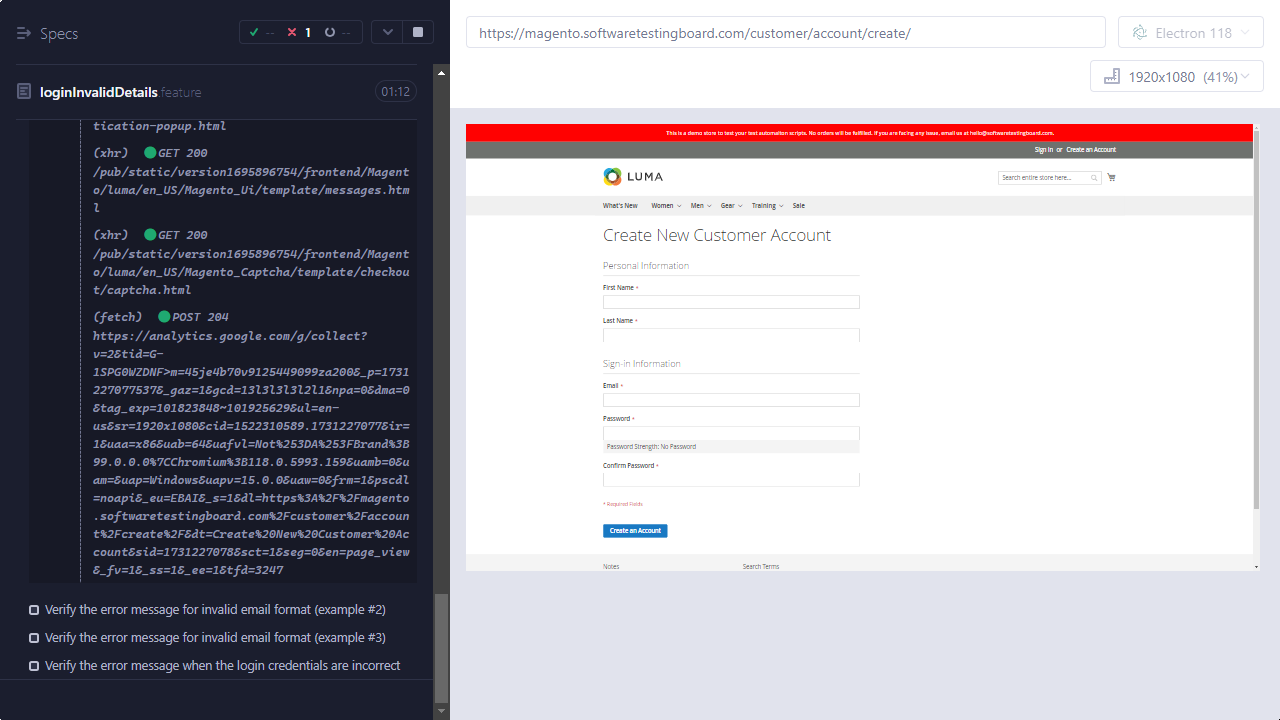 Specs
-- 1 --
loginInvalidDetails.feature
01:12
tication-popup.html
(xhr) GET 200
/pub/static/version1695896754/frontend/Magent
o/luma/en_US/Magento_Ui/template/messages.htm
l
(xhr) GET 200
/pub/static/version1695896754/frontend/Magent
o/luma/en_US/Magento_Captcha/template/checkou
t/captcha.html
(fetch) POST 204
https://analytics.google.com/g/collect?
v=2&tid=G-
1SPG0WZDNF>m=45je4b70v9125449099za200&_p=1731
227077537&_gaz=1&gcd=13l3l3l3l2l1&npa=0&dma=0
&tag_exp=101823848~101925629&ul=en-
us&sr=1920x1080&cid=1522310589.1731227077&ir=
1&uaa=x86&uab=64&uafvl=Not%253DA%253FBrand%3B
99.0.0.0%7CChromium%3B118.0.5993.159&uamb=0&u
am=&uap=Windows&uapv=15.0.0&uaw=0&frm=1&pscdl
=noapi&_eu=EBAI&_s=1&dl=https%3A%2F%2Fmagento
.softwaretestingboard.com%2Fcustomer%2Faccoun
t%2Fcreate%2F&dt=Create%20New%20Customer%20Ac
count&sid=1731227078&sct=1&seg=0&en=page_view
&_fv=1&_ss=1&_ee=1&tfd=3247
Verify the error message for invalid email format (example #2)
Verify the error message for invalid email format (example #3)
Verify the error message when the login credentials are incorrect
https://magento.softwaretestingboard.com/customer/account/create/
Electron 118
1920x1080 (41%)
This is a demo store to test your test automation scripts. No orders will be fulfilled. If you are facing any issue, email us at hello@softwaretestingboard.com.
Sign In or Create an Account
LUMA
Search entire store here...
What's New Women Men Gear Training Sale
Create New Customer Account
Personal Information
First Name *
Last Name *
Sign-in Information
Email *
Password *
Password Strength: No Password
Confirm Password *
* Required Fields
Create an Account
Notes Search Terms